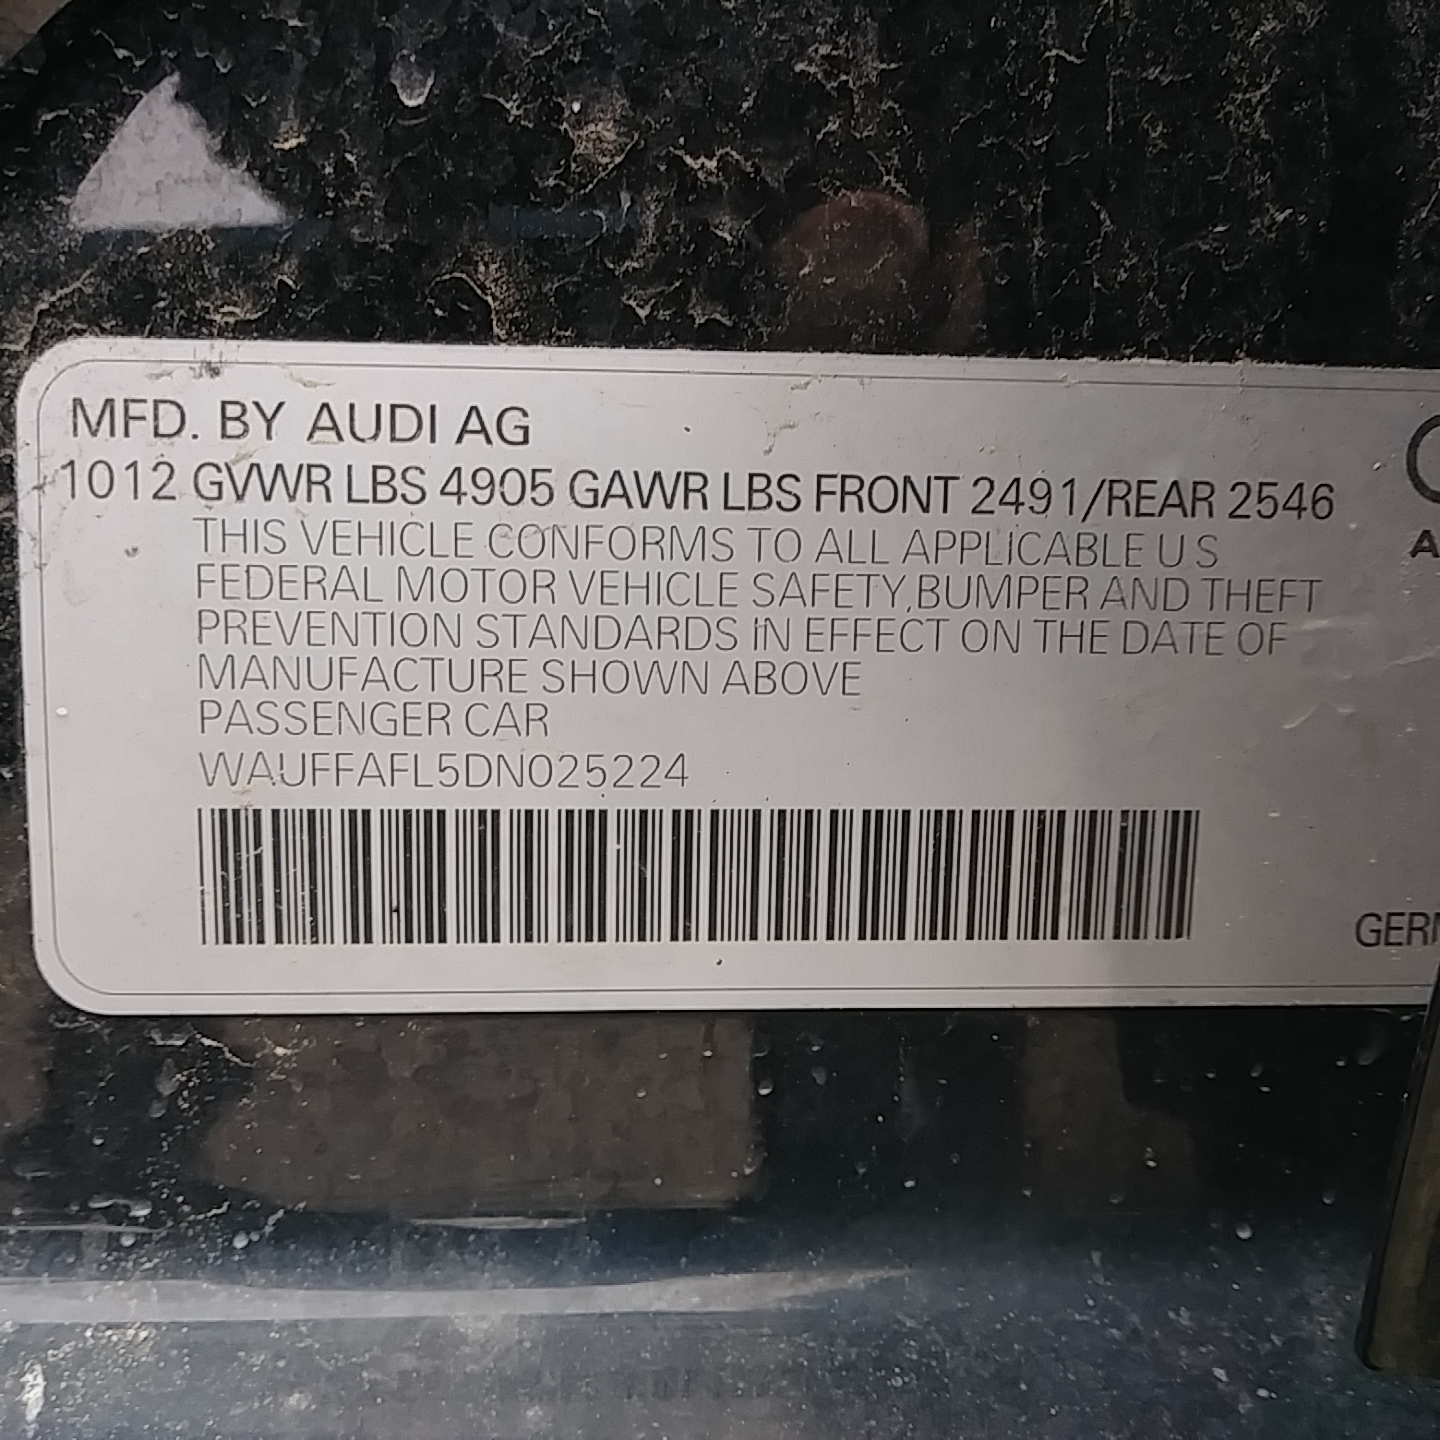 MFD. BY AUDI AG
1012 GVWR LBS 4905 GAWR LBS FRONT 2491/REAR 2546
THIS VEHICLE CONFORMS TO ALL APPLICABLE U S
FEDERAL MOTOR VEHICLE SAFETY,BUMPER AND THEFT
PREVENTION STANDARDS IN EFFECT ON THE DATE OF
MANUFACTURE SHOWN ABOVE
PASSENGER CAR
WAUFFAFL5DN025224